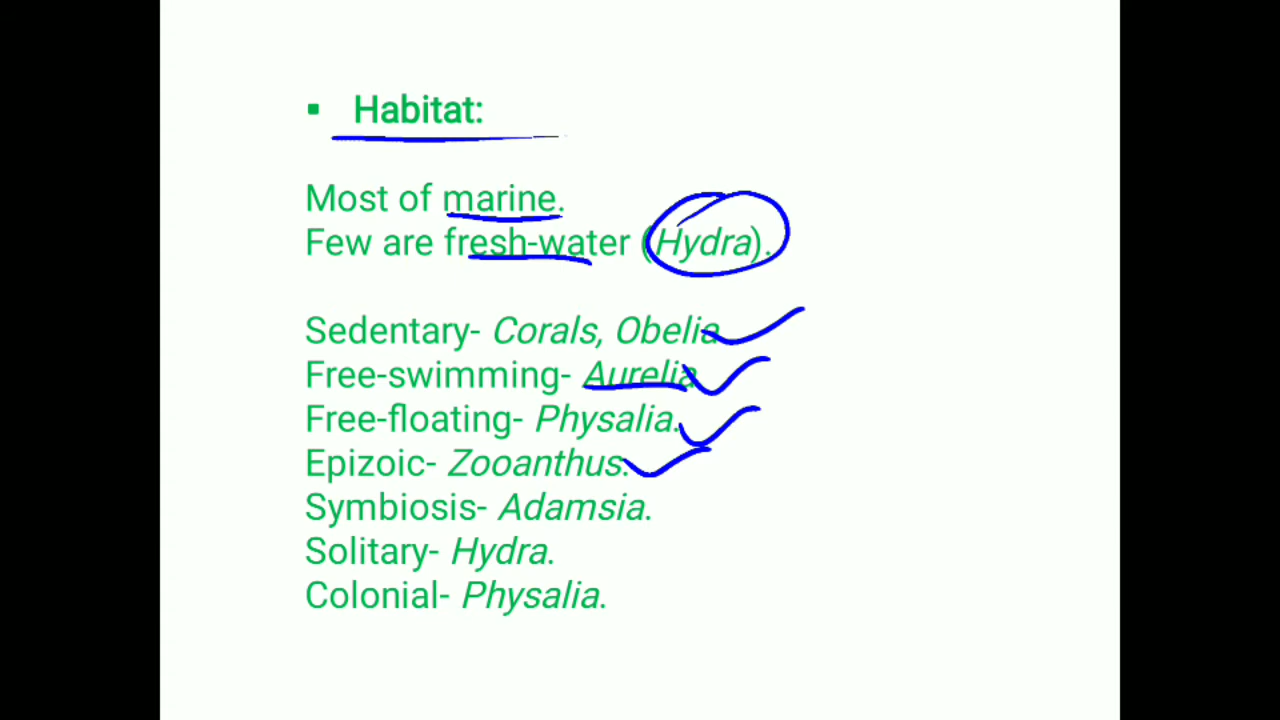 ▪ Habitat:
Most of marine.
Few are fresh-water (Hydra).
Sedentary- Corals, Obelia
Free-swimming- Aurelia
Free-floating- Physalia.
Epizoic- Zooanthus.
Symbiosis- Adamsia.
Solitary- Hydra.
Colonial- Physalia.